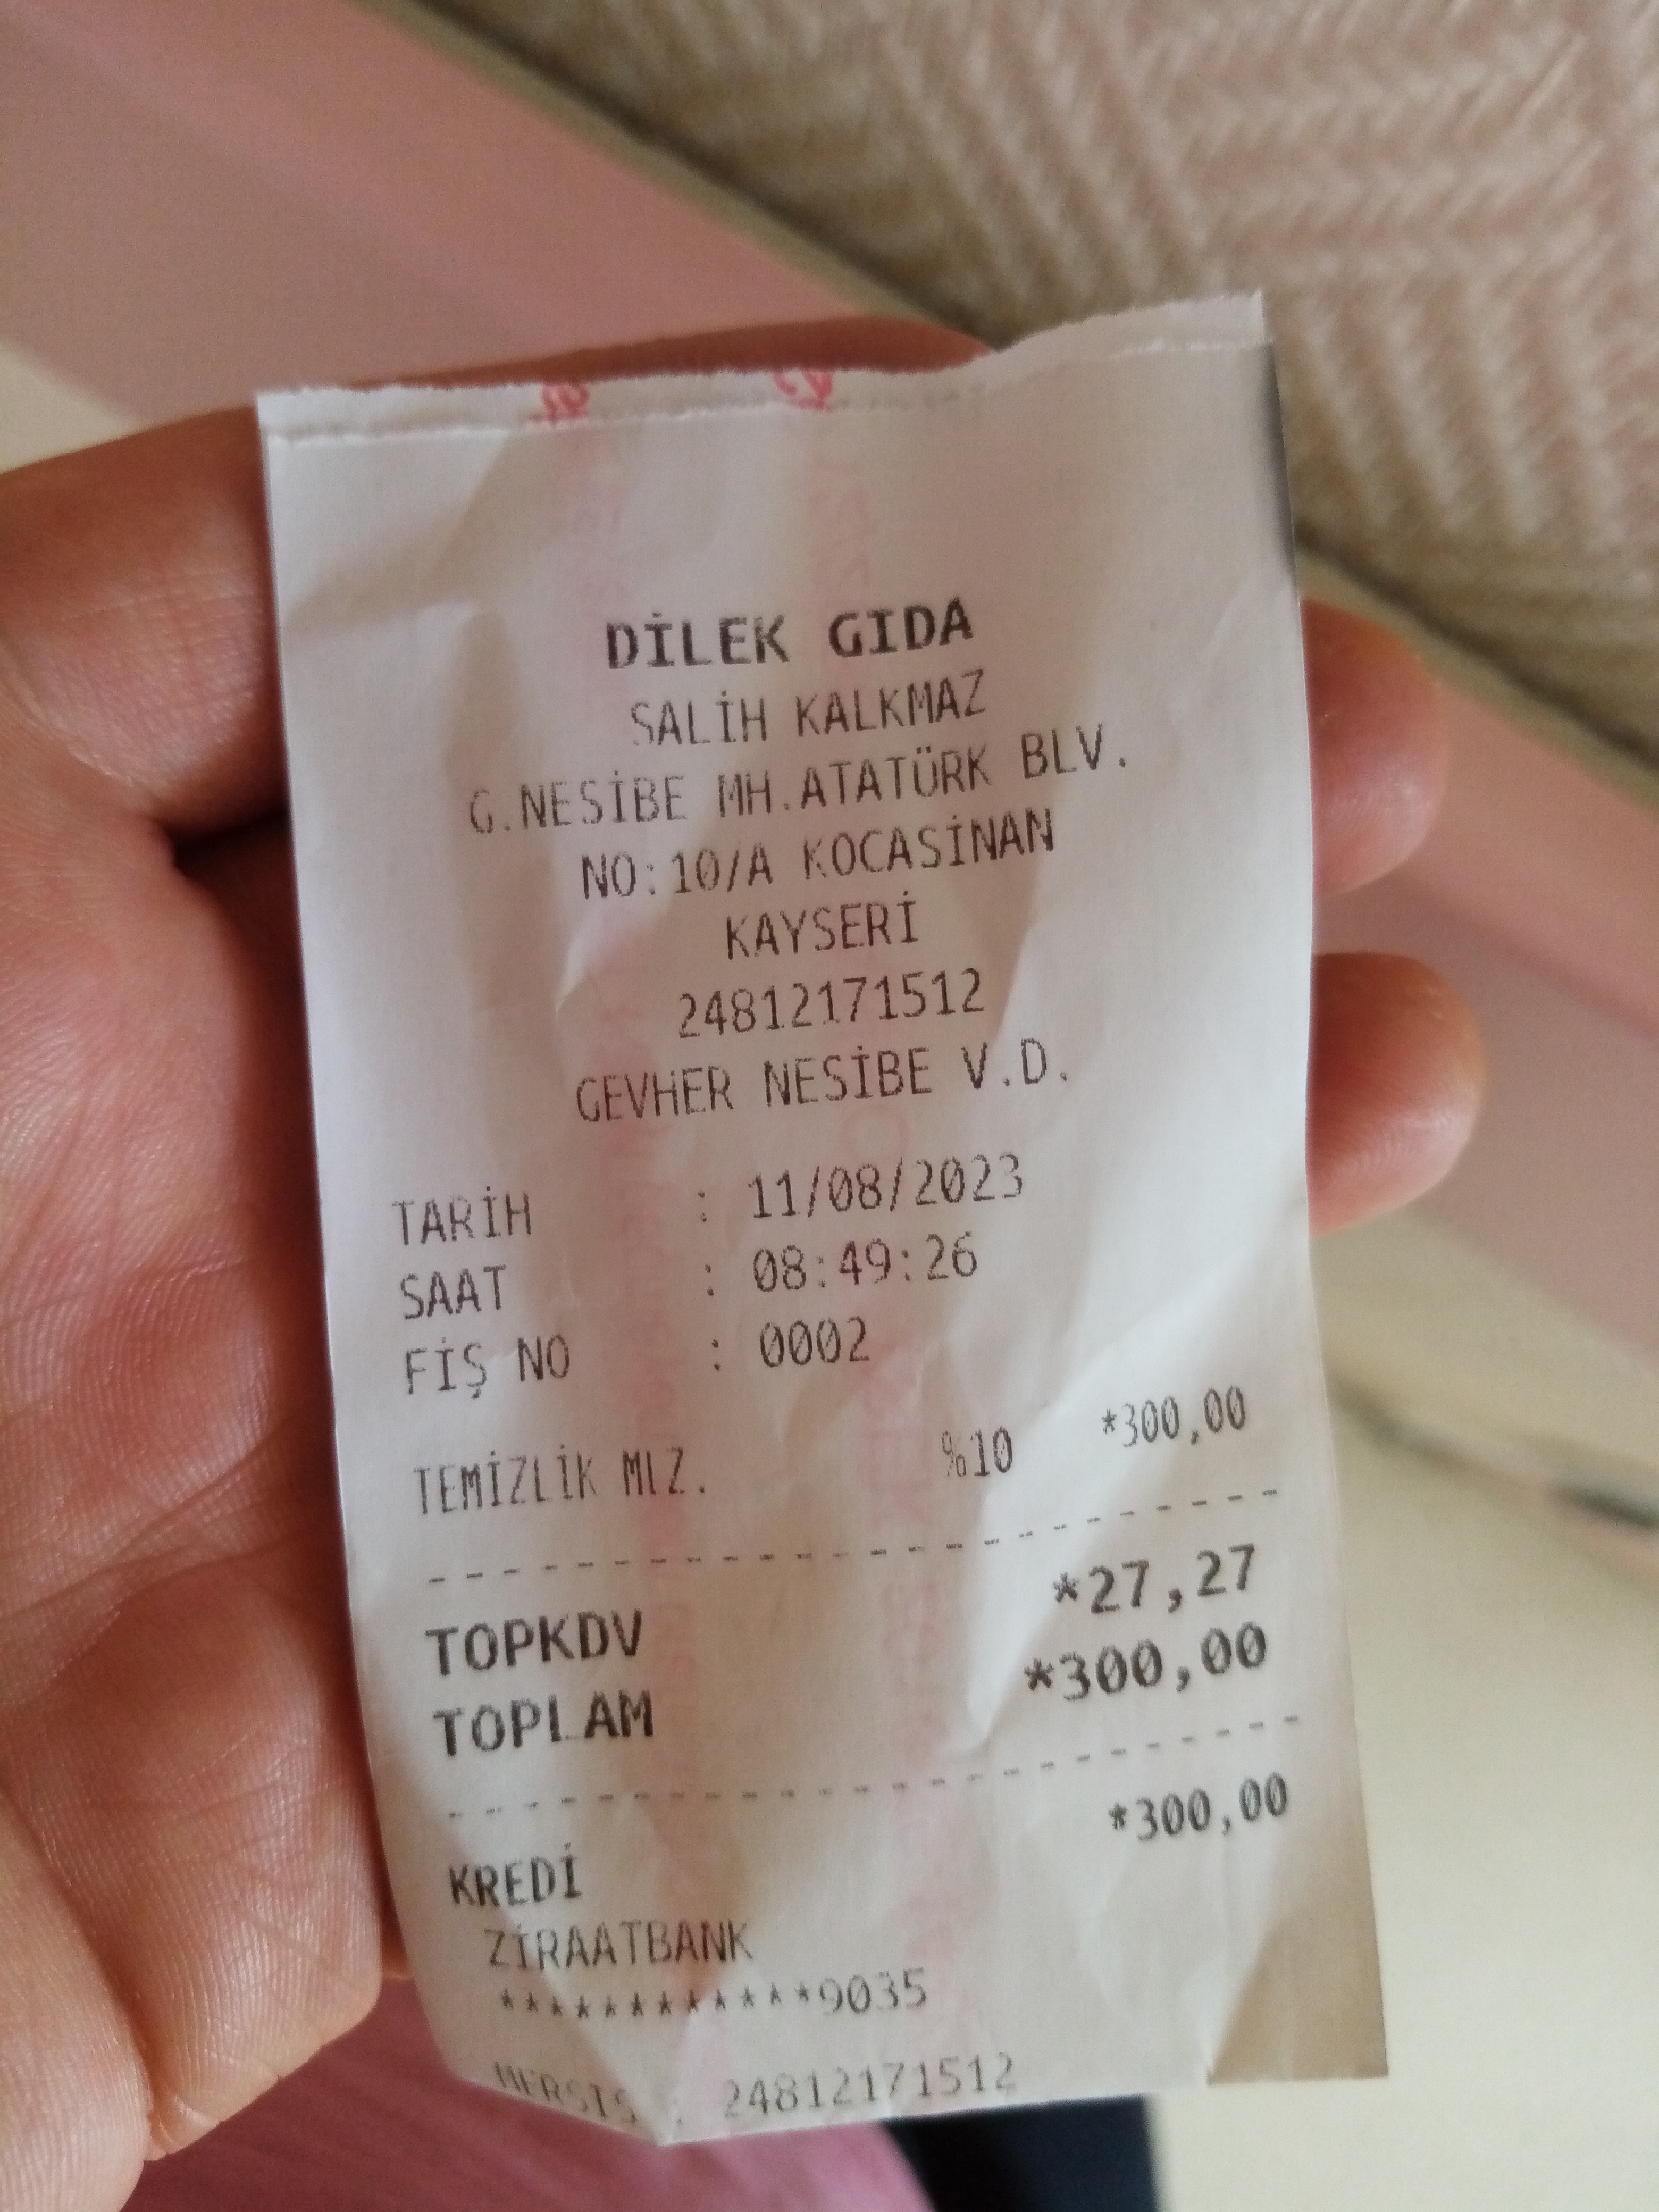 DİLEK GIDA
SALİH KALKMAZ
G.NESİBE MH.ATATÜRK BLV.
NO:10/A KOCASİNAN
KAYSERİ
24812171512
GEVHER NESİBE V.D.
TARİH : 11/08/2023
SAAT : 08:49:26
FİŞ NO : 0002
TEMİZLİK MLZ. %10 *300,00
TOPKDV *27,27
TOPLAM *300,00
KREDİ *300,00
ZİRAATBANK
************9035
MERSIS : 24812171512